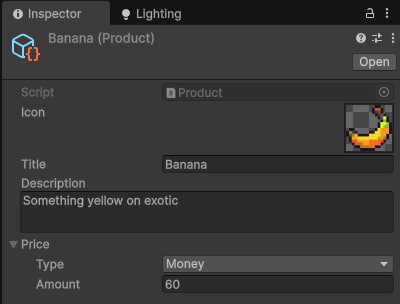 Inspector
Lighting
Banana (Product)
Open
Script
Product
Icon
Title
Banana
Description
Something yellow on exotic
Price
Type
Money
Amount
60